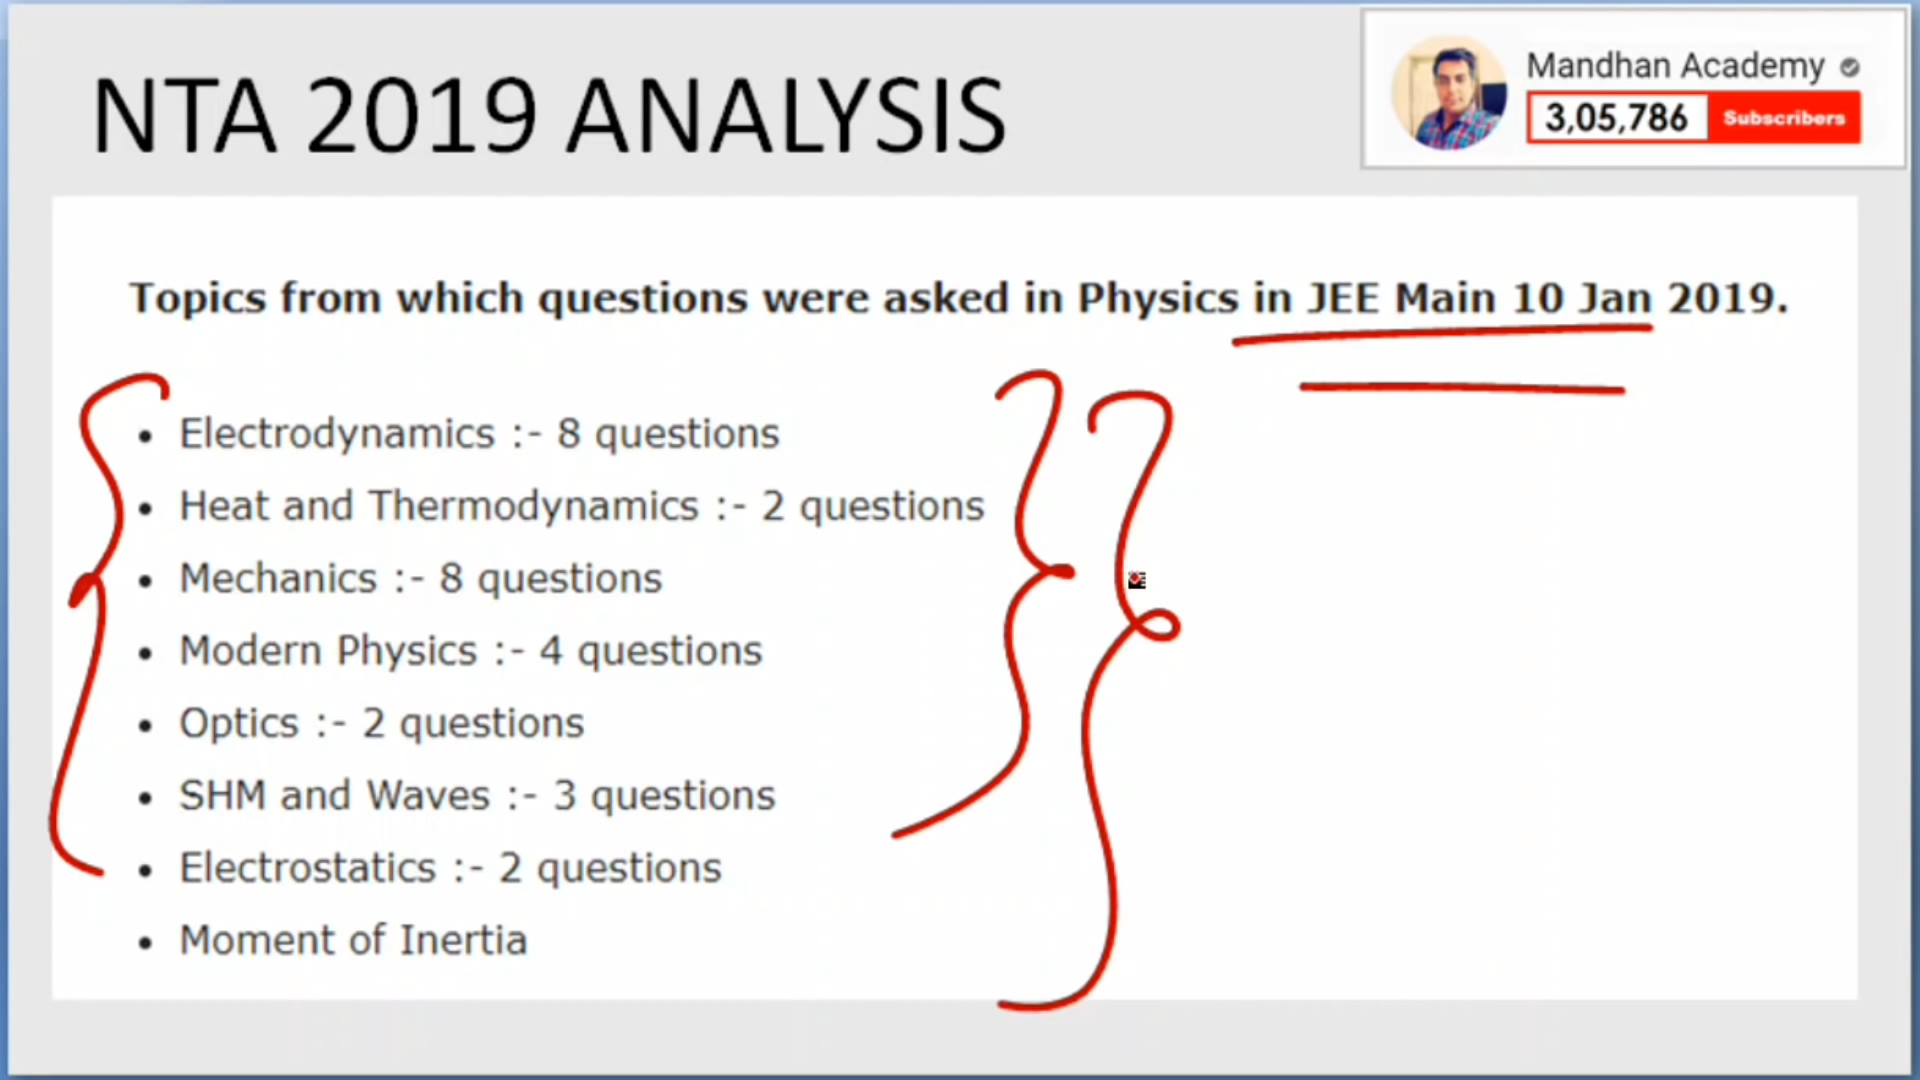 NTA 2019 ANALYSIS
Mandhan Academy
3,05,786 Subscribers
Topics from which questions were asked in Physics in JEE Main 10 Jan 2019.
• Electrodynamics :- 8 questions
• Heat and Thermodynamics :- 2 questions
• Mechanics :- 8 questions
• Modern Physics :- 4 questions
• Optics :- 2 questions
• SHM and Waves :- 3 questions
• Electrostatics :- 2 questions
• Moment of Inertia